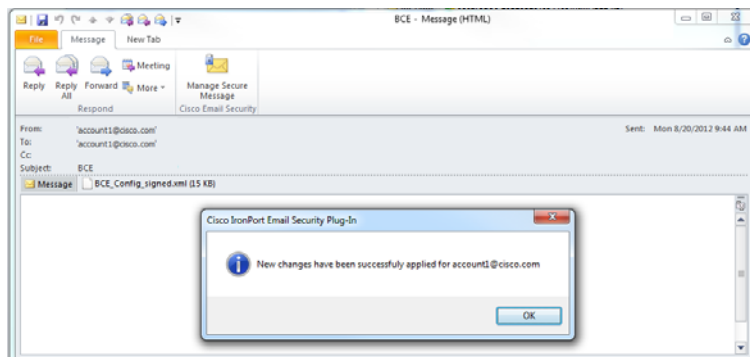 BCE - Message (HTML)
File Message New Tab
Reply Reply All Forward Meeting More
Manage Secure Message
Respond Cisco Email Security
From: 'account1@cisco.com' Sent: Mon 8/20/2012 9:44 AM
To: 'account1@cisco.com'
Cc:
Subject: BCE
Message BCE_Config_signed.xml (15 KB)
Cisco IronPort Email Security Plug-In
New changes have been successfuly applied for account1@cisco.com
OK